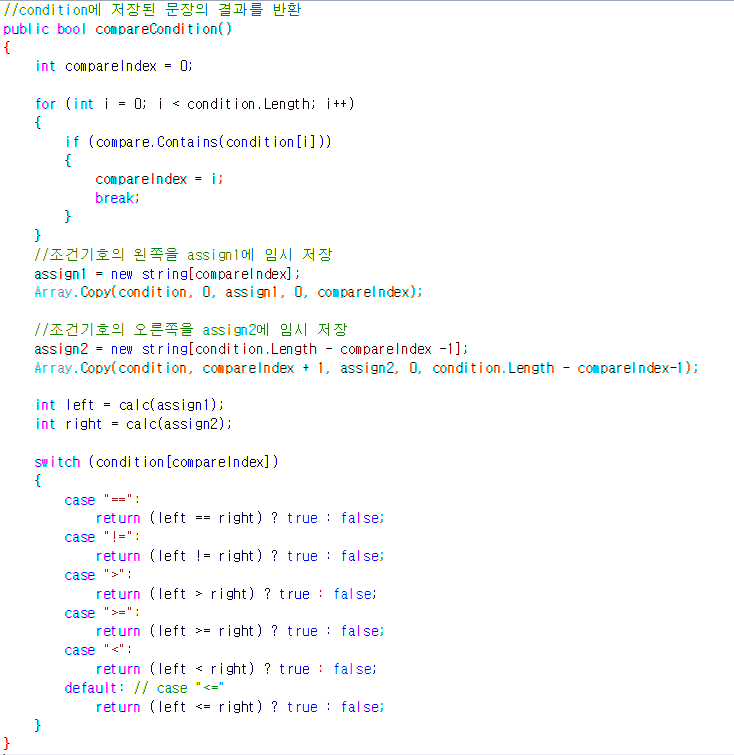 //condition에 저장된 문장의 결과를 반환
public bool compareCondition()
{
    int compareIndex = 0;

    for (int i = 0; i < condition.Length; i++)
    {
        if (compare.Contains(condition[i]))
        {
            compareIndex = i;
            break;
        }
    }
    //조건기호의 왼쪽을 assign1에 임시 저장
    assign1 = new string[compareIndex];
    Array.Copy(condition, 0, assign1, 0, compareIndex);

    //조건기호의 오른쪽을 assign2에 임시 저장
    assign2 = new string[condition.Length - compareIndex -1];
    Array.Copy(condition, compareIndex + 1, assign2, 0, condition.Length - compareIndex-1);

    int left = calc(assign1);
    int right = calc(assign2);

    switch (condition[compareIndex])
    {
        case "==":
            return (left == right) ? true : false;
        case "!=":
            return (left != right) ? true : false;
        case ">":
            return (left > right) ? true : false;
        case ">=":
            return (left >= right) ? true : false;
        case "<":
            return (left < right) ? true : false;
        default: // case "<="
            return (left <= right) ? true : false;
    }
}